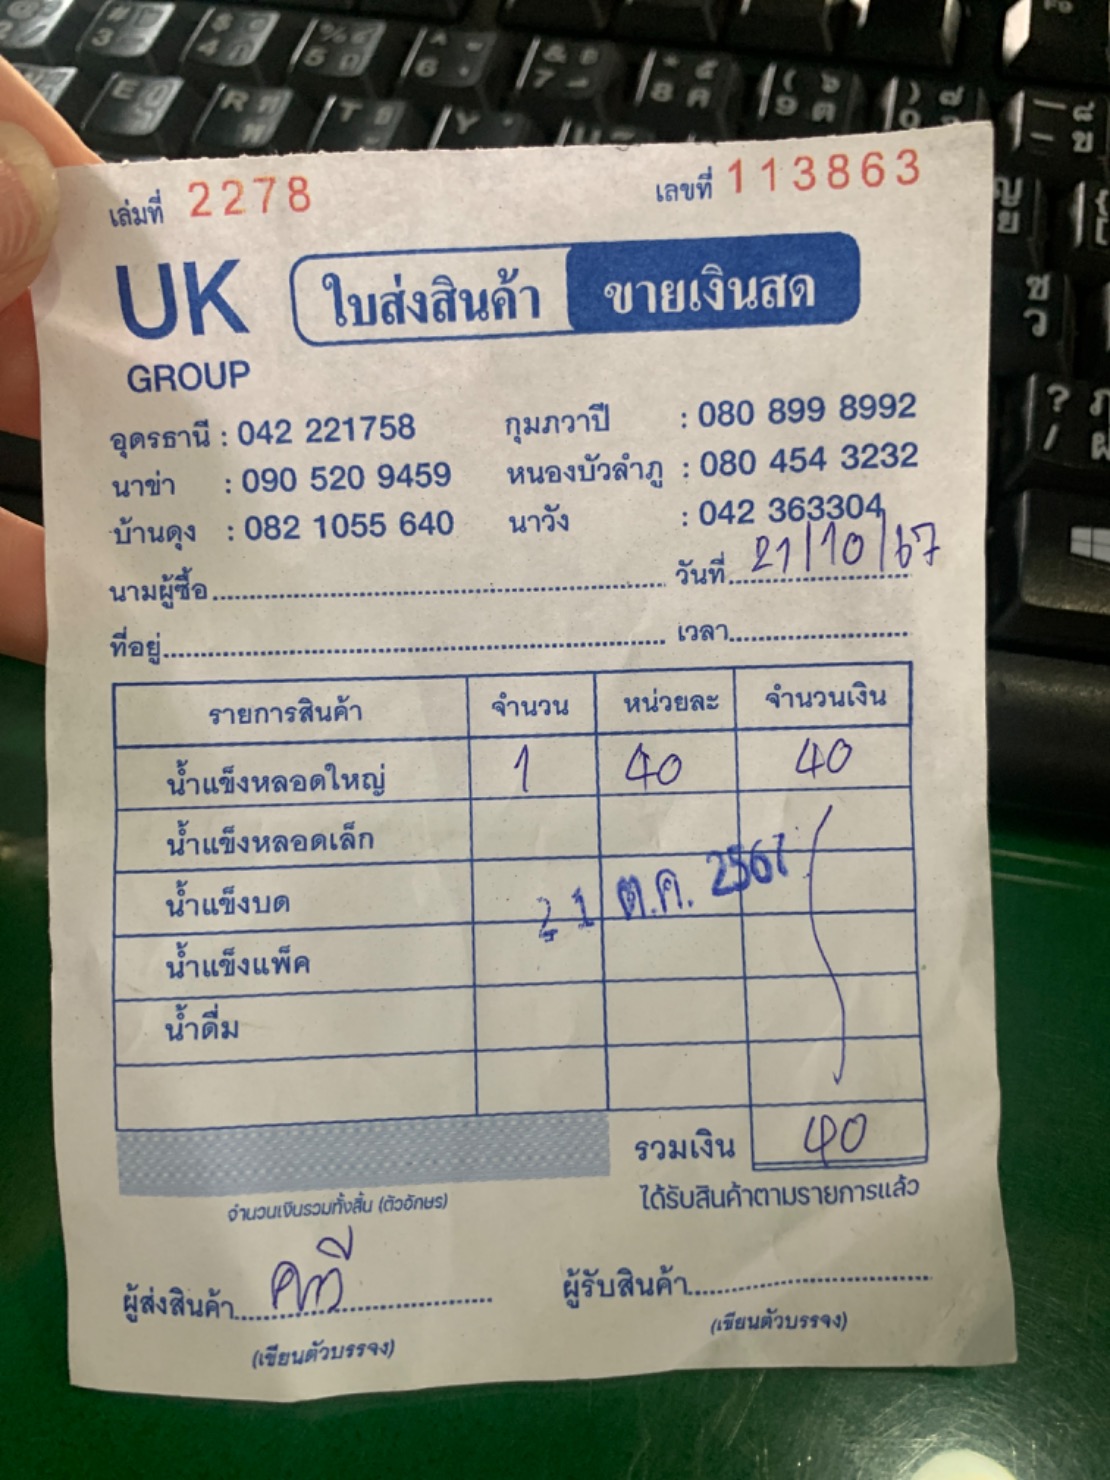 เล่มที่ 2278 เลขที่ 113863
UK
GROUP
ใบส่งสินค้า ขายเงินสด
อุดรธานี : 042 221758 กุมภวาปี : 080 899 8992
นาข่า : 090 520 9459 หนองบัวลำภู : 080 454 3232
บ้านดุง : 082 1055 640 นาวัง : 042 363304
นามผู้ซื้อ วันที่ 21/10/67
ที่อยู่ เวลา
รายการสินค้า จำนวน หน่วยละ จำนวนเงิน
น้ำแข็งหลอดใหญ่ 1 40 40
น้ำแข็งหลอดเล็ก
น้ำแข็งบด
21 ต.ค. 2567
น้ำแข็งแพ็ค
น้ำดื่ม
รวมเงิน 40
จำนวนเงินรวมทั้งสิ้น (ตัวอักษร) ได้รับสินค้าตามรายการแล้ว
ผู้ส่งสินค้า ผู้รับสินค้า
(เขียนตัวบรรจง) (เขียนตัวบรรจง)